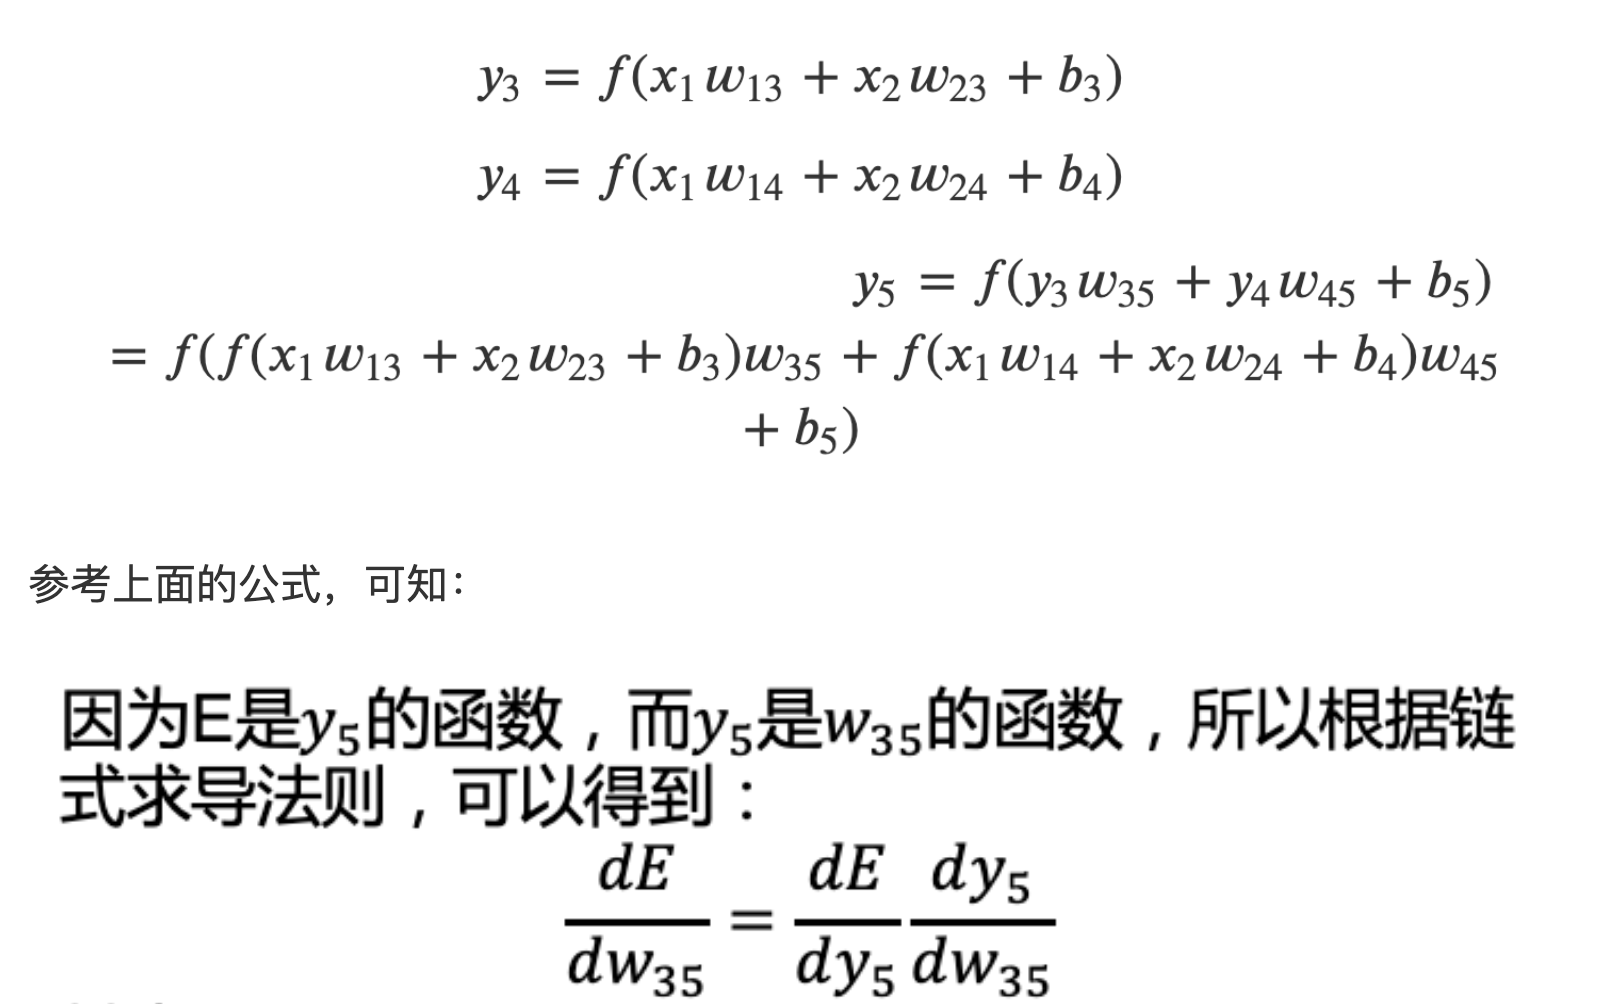 y₃ = f(x₁w₁₃ + x₂w₂₃ + b₃)
y₄ = f(x₁w₁₄ + x₂w₂₄ + b₄)
y₅ = f(y₃w₃₅ + y₄w₄₅ + b₅)
= f(f(x₁w₁₃ + x₂w₂₃ + b₃)w₃₅ + f(x₁w₁₄ + x₂w₂₄ + b₄)w₄₅
+ b₅)
参考上面的公式，可知：
因为E是y₅的函数，而y₅是w₃₅的函数，所以根据链
式求导法则，可以得到：
dE/dw₃₅ = dE/dy₅ dy₅/dw₃₅